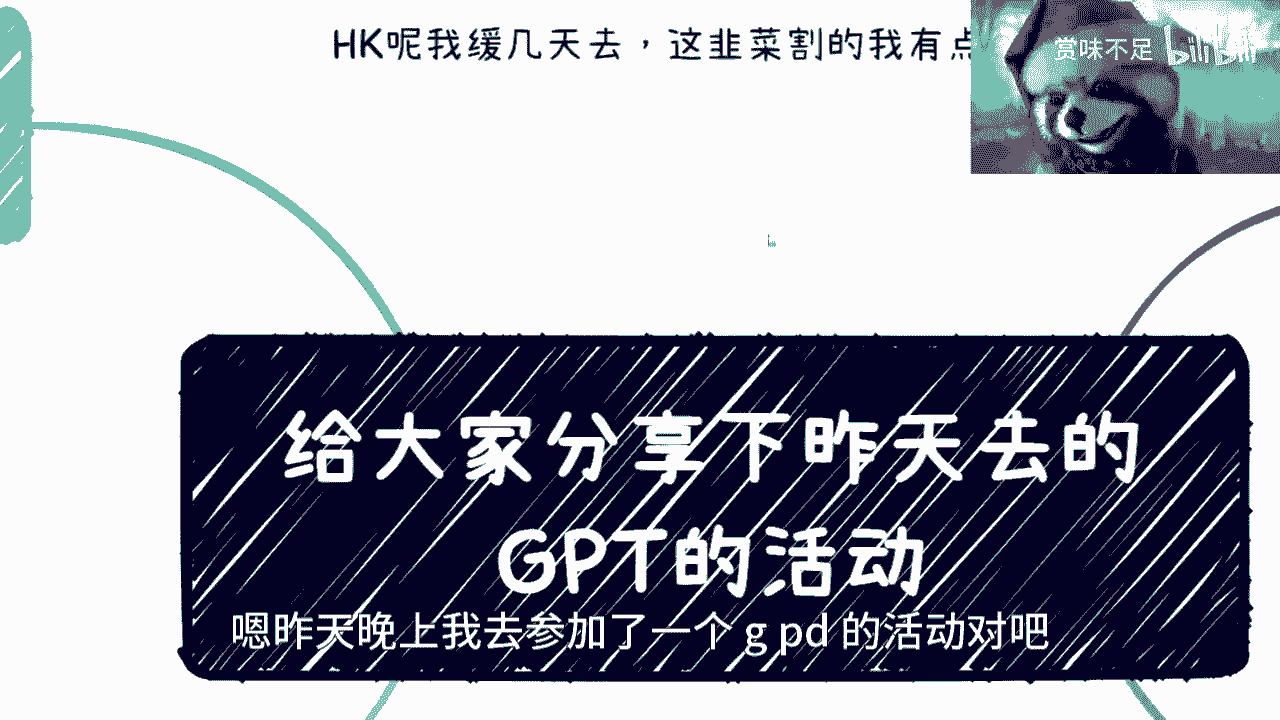 HK呢我缓几天去，这韭菜割的我有点
赏味不足 bilibili
给大家分享下昨天去的
GPT的活动
嗯昨天晚上我去参加了一个 g pd 的活动对吧